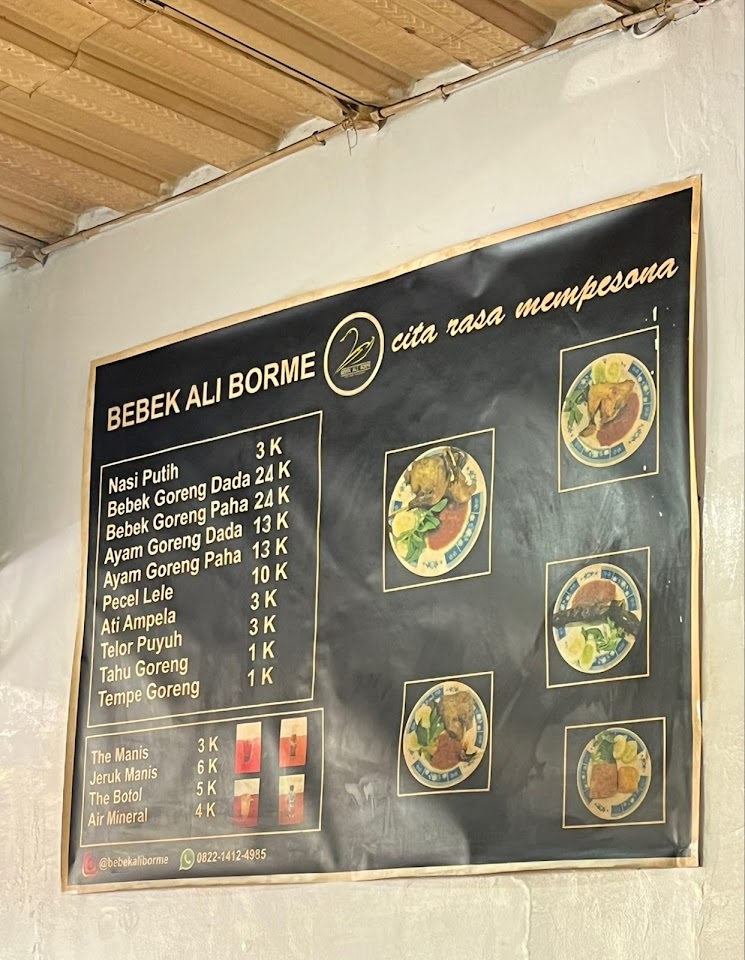 BEBEK ALI BORME
cita rasa mempesona
Nasi Putih 3 K
Bebek Goreng Dada 24 K
Bebek Goreng Paha 24 K
Ayam Goreng Dada 13 K
Ayam Goreng Paha 13 K
Pecel Lele 10 K
Ati Ampela 3 K
Telor Puyuh 3 K
Tahu Goreng 1 K
Tempe Goreng 1 K
The Manis 3 K
Jeruk Manis 6 K
The Botol 5 K
Air Mineral 4 K
@bebekaliborme 0822-1412-4985